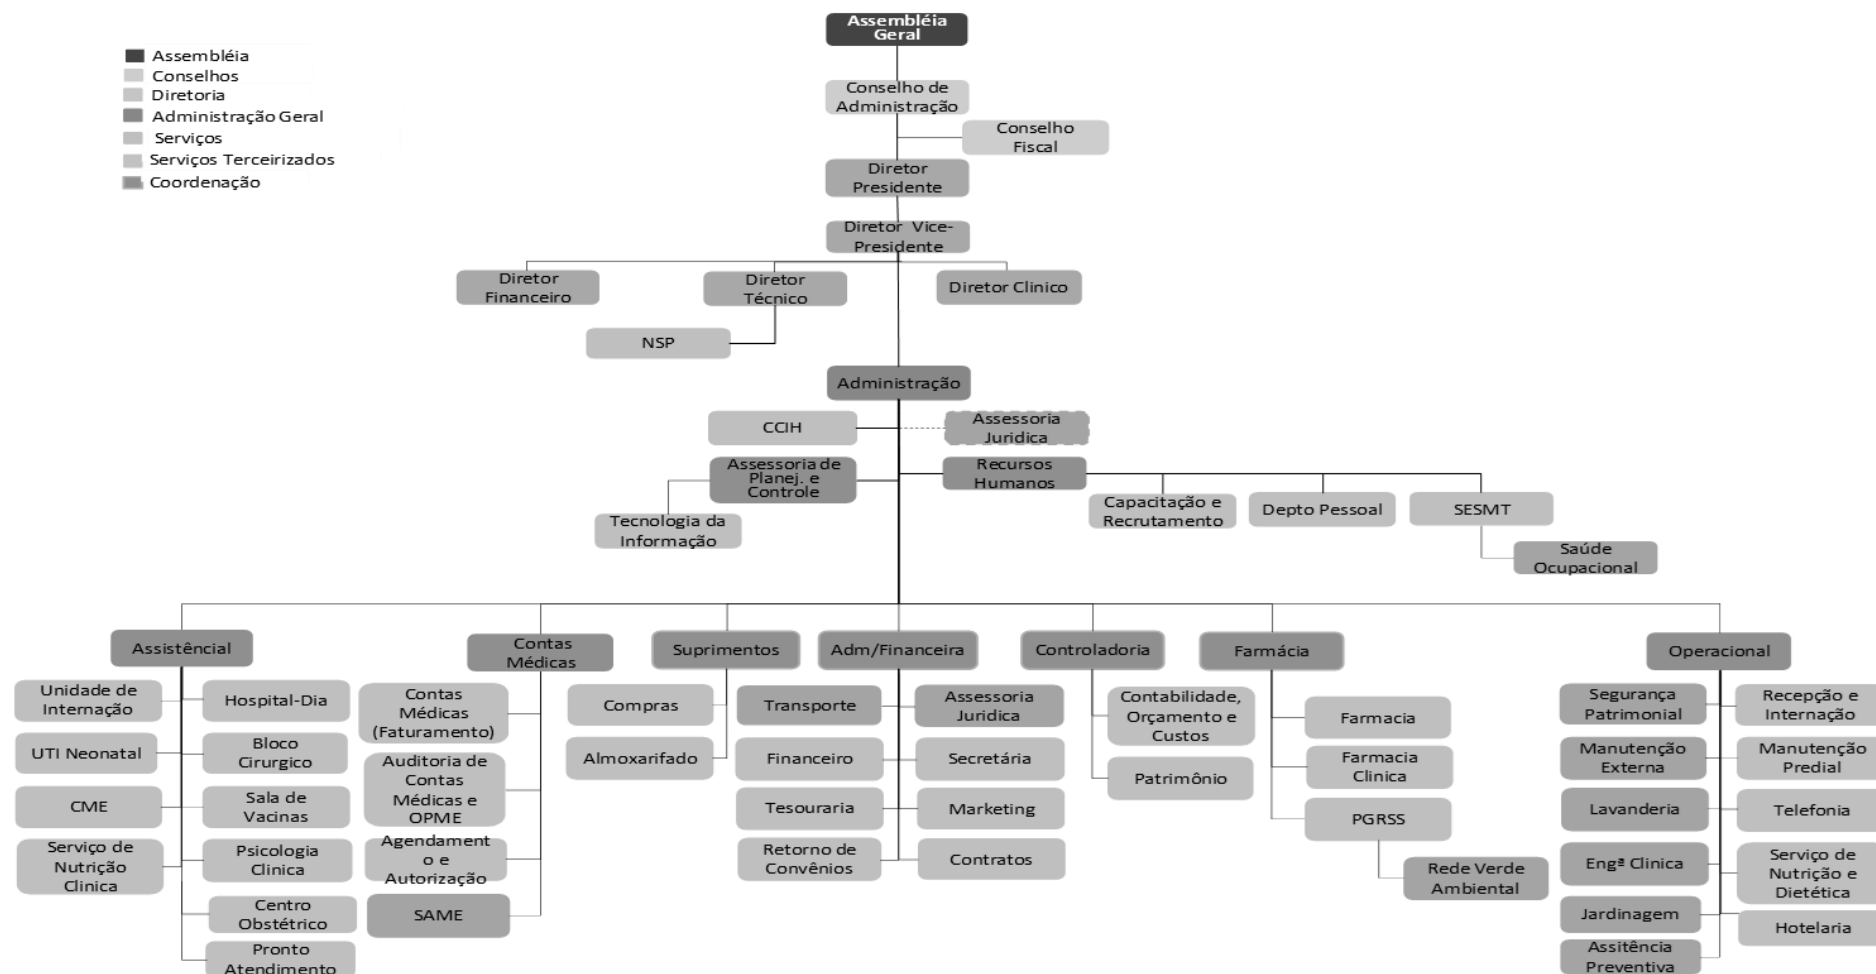 Assembléia
Geral
Assembléia
Conselhos
Diretoria
Administração Geral
Serviços
Serviços Terceirizados
Coordenação
Conselho de
Administração
Conselho
Fiscal
Diretor
Presidente
Diretor Vice-
Presidente
Diretor
Financeiro
Diretor
Técnico
Diretor Clinico
NSP
Administração
CCIH
Assessoria
Juridica
Assessoria de
Planej. e
Controle
Recursos
Humanos
Tecnologia da
Informação
Capacitação e
Recrutamento
Depto Pessoal
SESMT
Saúde
Ocupacional
Assistêncial
Contas
Médicas
Suprimentos
Adm/Financeira
Controladoria
Farmácia
Operacional
Unidade de
Internação
Hospital-Dia
UTI Neonatal
Bloco
Cirurgico
CME
Sala de
Vacinas
Serviço de
Nutrição
Clinica
Psicologia
Clinica
Centro
Obstétrico
Pronto
Atendimento
Contas
Médicas
(Faturamento)
Auditoria de
Contas
Médicas e
OPME
Agendament
o e
Autorização
SAME
Compras
Almoxarifado
Transporte
Assessoria
Juridica
Financeiro
Secretária
Tesouraria
Marketing
Retorno de
Convênios
Contratos
Contabilidade,
Orçamento e
Custos
Patrimônio
Farmacia
Farmacia
Clinica
PGRSS
Rede Verde
Ambiental
Segurança
Patrimonial
Recepção e
Internação
Manutenção
Externa
Manutenção
Predial
Lavanderia
Telefonia
Engª Clinica
Serviço de
Nutrição e
Dietética
Jardinagem
Hotelaria
Assitência
Preventiva